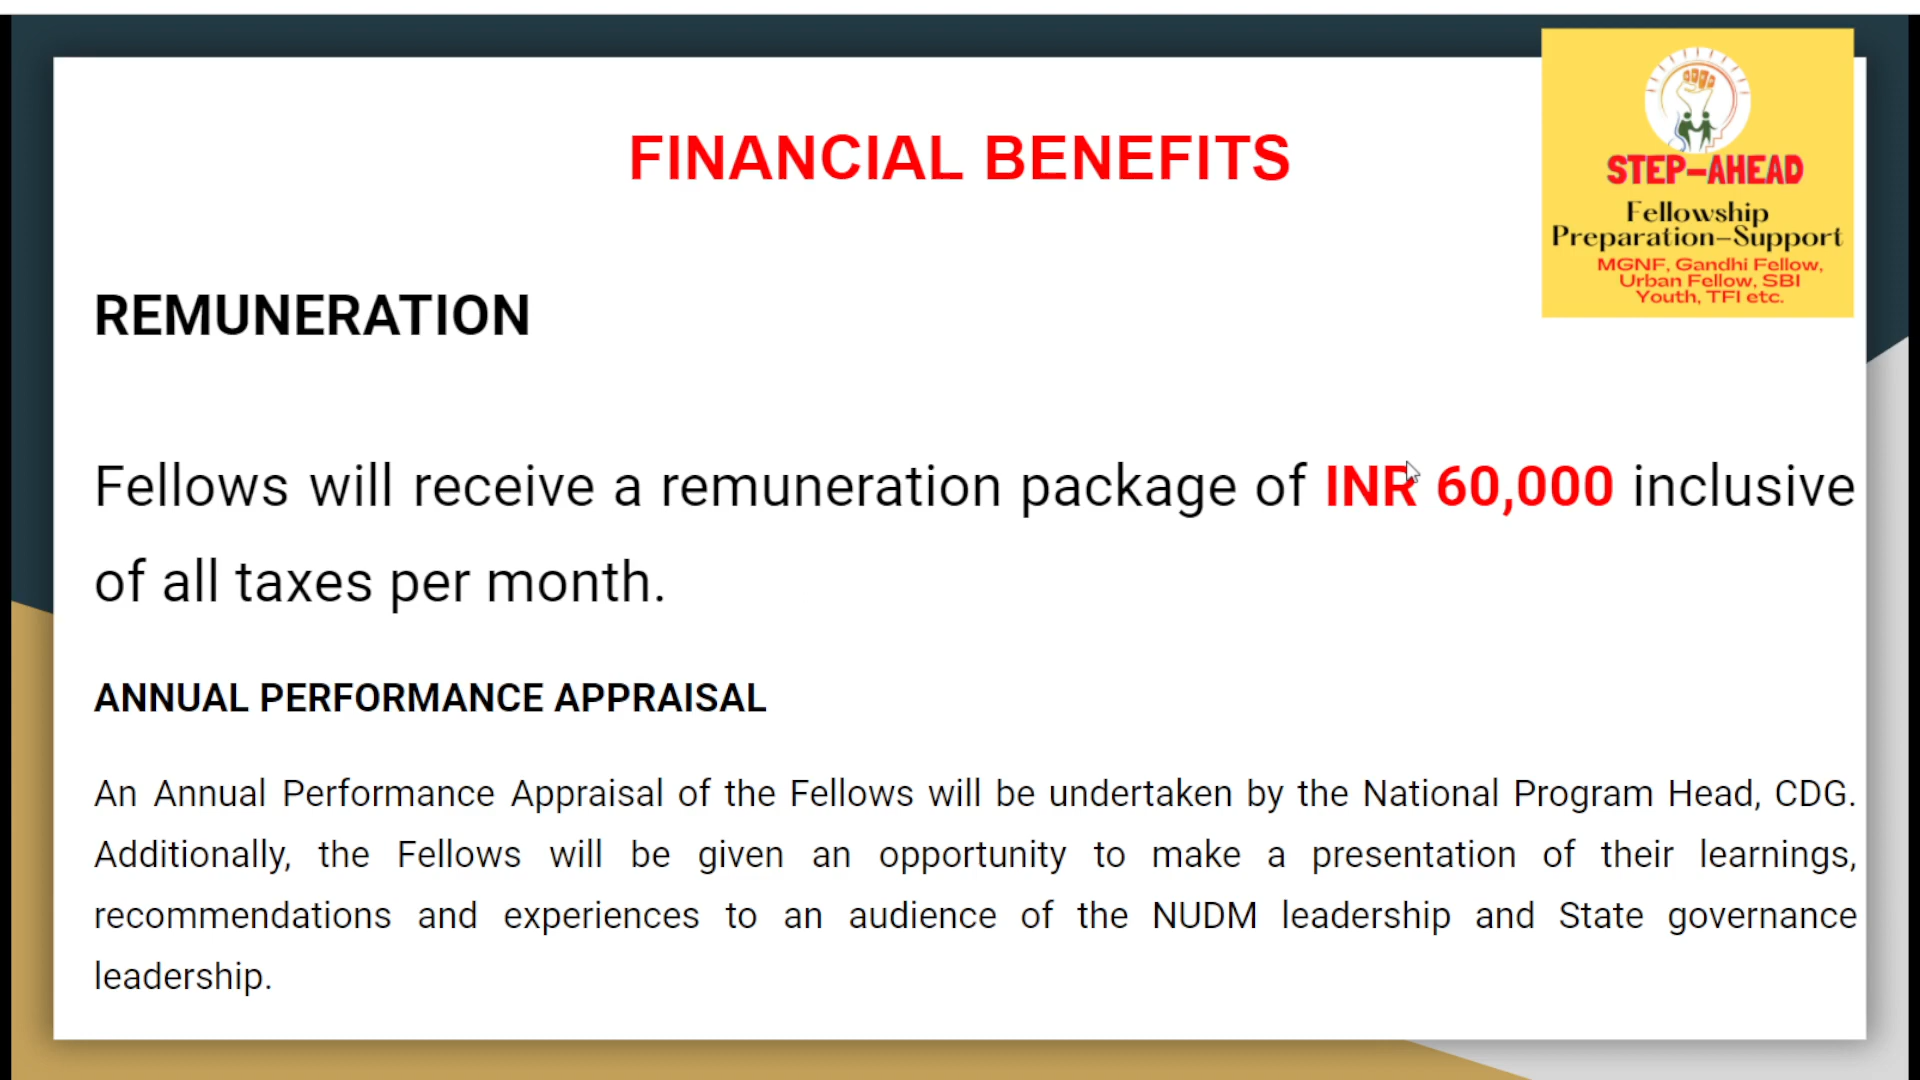 FINANCIAL BENEFITS
STEP-AHEAD
Fellowship
Preparation-Support
MGNF, Gandhi Fellow,
Urban Fellow, SBI
Youth, TFI etc.
REMUNERATION
Fellows will receive a remuneration package of INR 60,000 inclusive
of all taxes per month.
ANNUAL PERFORMANCE APPRAISAL
An Annual Performance Appraisal of the Fellows will be undertaken by the National Program Head, CDG.
Additionally, the Fellows will be given an opportunity to make a presentation of their learnings,
recommendations and experiences to an audience of the NUDM leadership and State governance
leadership.